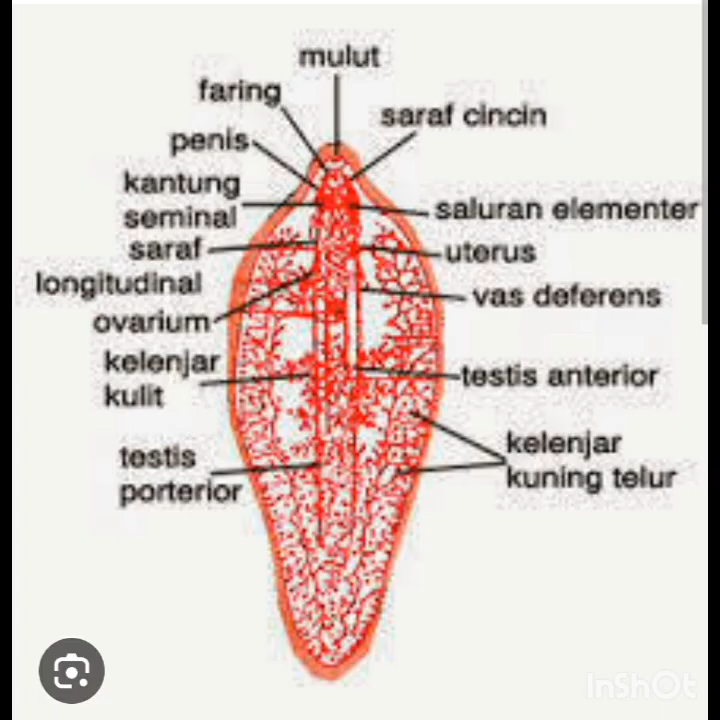 mulut
faring
saraf cincin
penis
kantung
seminal
saluran elementer
saraf
longitudinal
uterus
vas deferens
ovarium
kelenjar
kulit
testis anterior
kelenjar
kuning telur
testis
porterior
InShOt